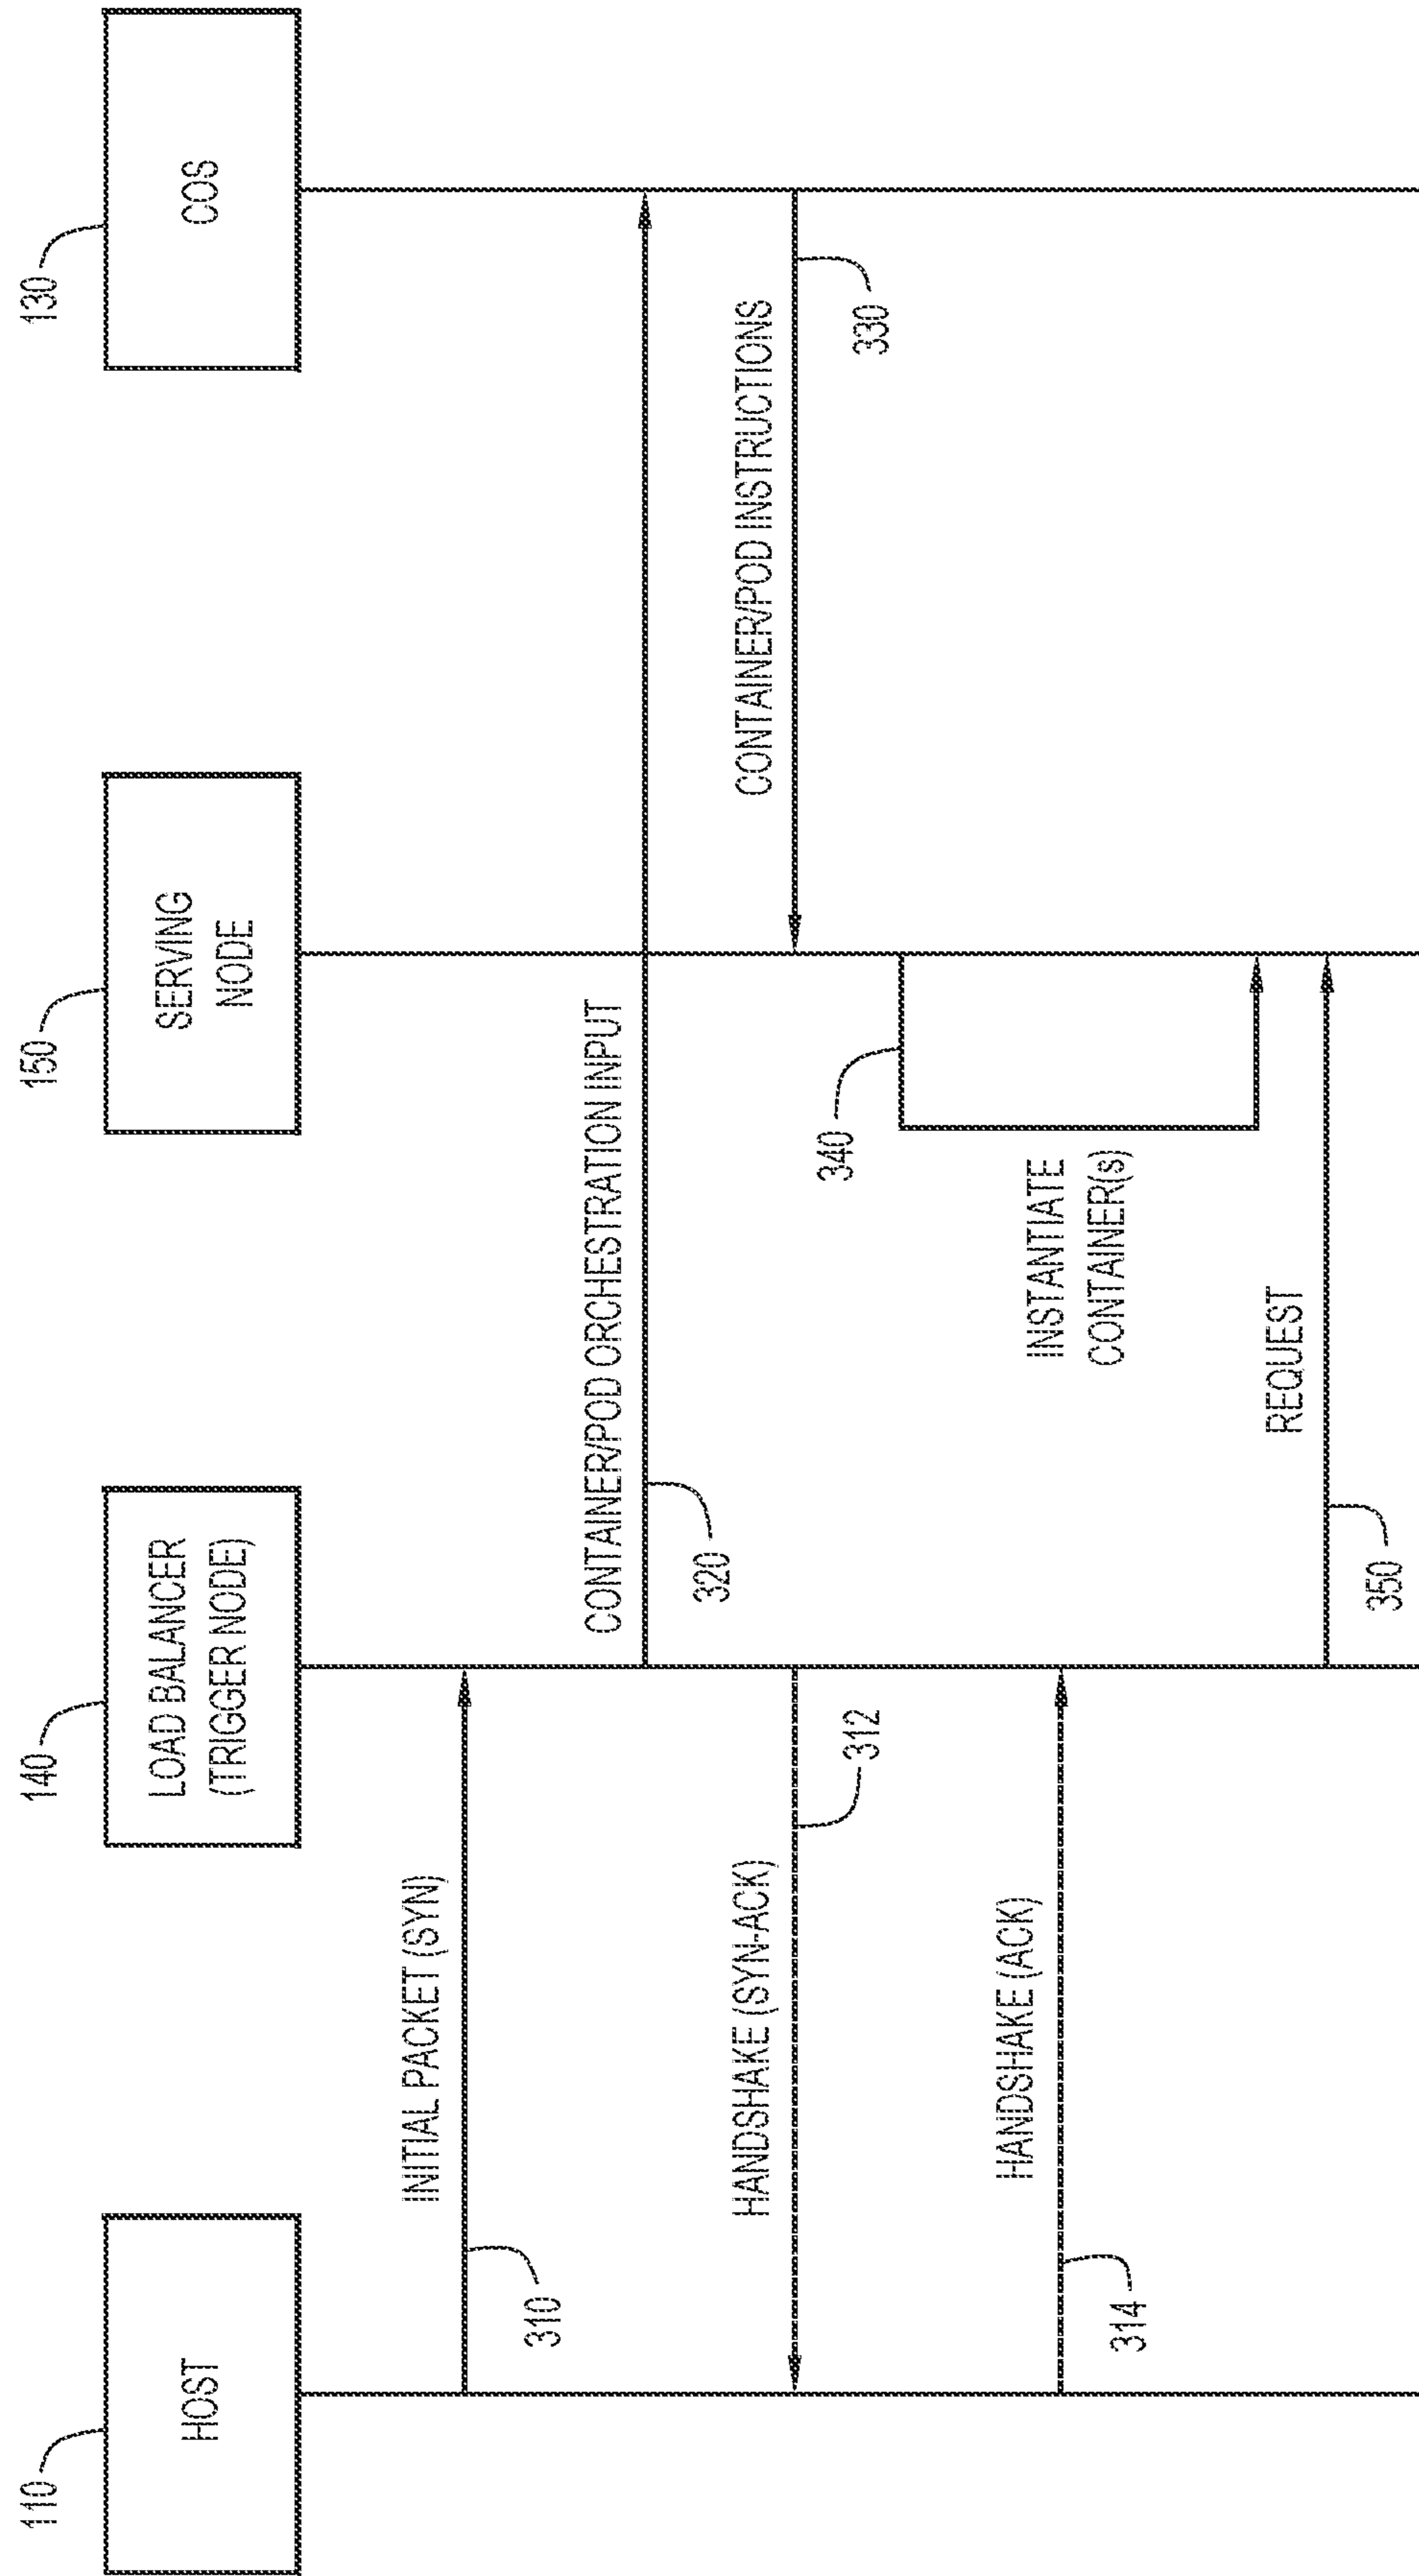 110
HOST
140
LOAD BALANCER
(TRIGGER NODE)
150
SERVING
NODE
130
COS
INITIAL PACKET (SYN)
310
CONTAINER/POD ORCHESTRATION INPUT
320
HANDSHAKE (SYN-ACK)
312
CONTAINER/POD INSTRUCTIONS
330
340
HANDSHAKE (ACK)
314
INSTANTIATE
CONTAINER(s)
REQUEST
350